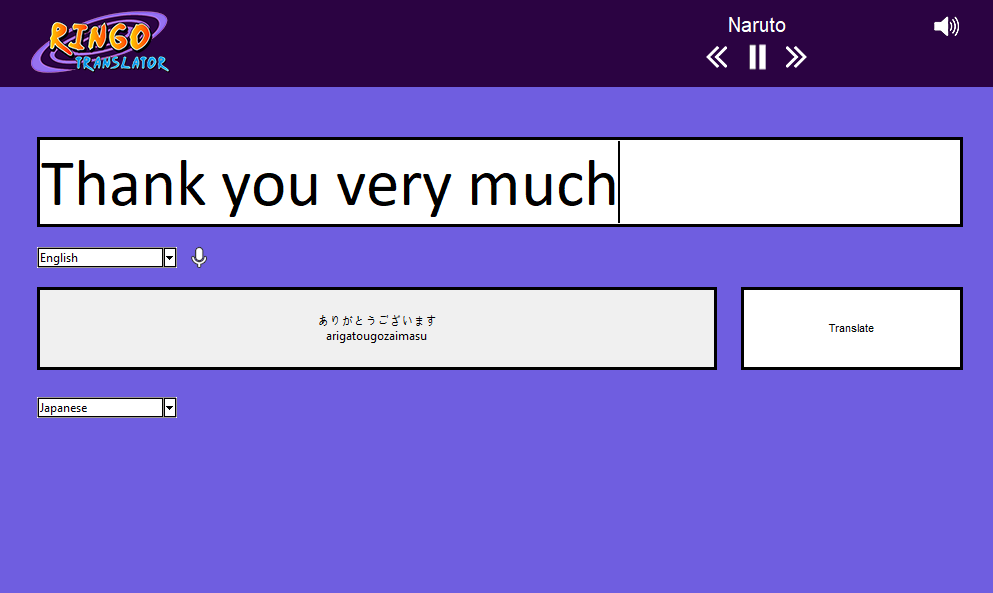 RINGO
TRANSLATOR
Naruto
Thank you very much
English
ありがとうございます
arigatougozaimasu
Translate
Japanese